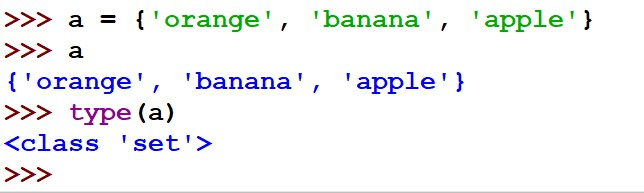 >>> a = {'orange', 'banana', 'apple'}
>>> a
{'orange', 'banana', 'apple'}
>>> type(a)
<class 'set'>
>>>